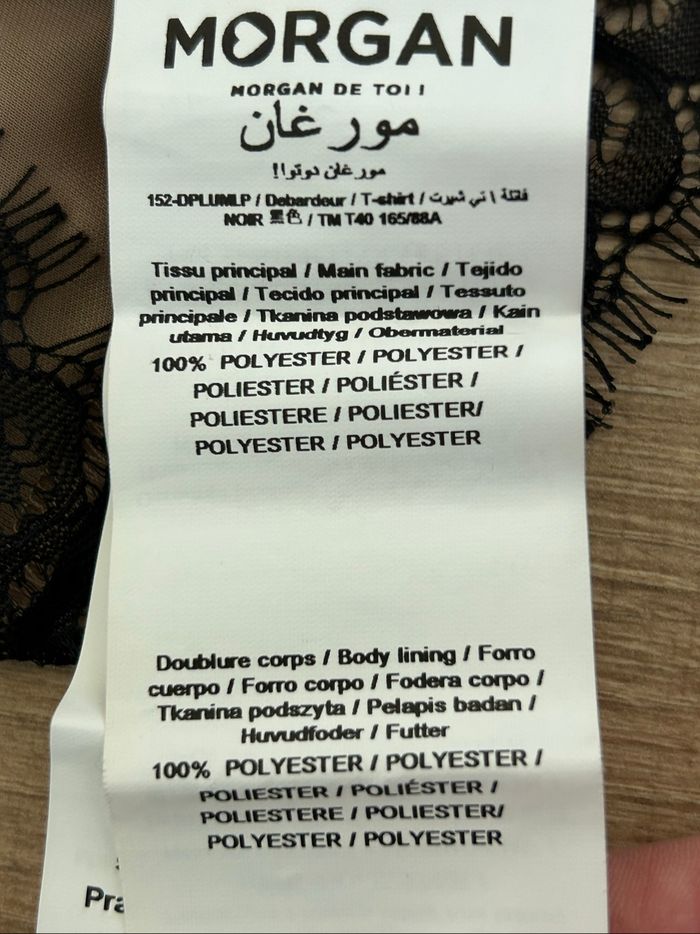 MORGAN
MORGAN DE TOI !
مورغان
مورغان دوتوا!
152-DPLUMLP / Debardeur / T-shirt / فتلة \ تي شيرت
NOIR 黑色 / TM T40 165/88A
Tissu principal / Main fabric / Tejido
principal / Tecido principal / Tessuto
principale / Tkanina podstawowa / Kain
utama / Huvudtyg / Obermaterial
100% POLYESTER / POLYESTER /
POLIESTER / POLIÉSTER /
POLIESTERE / POLIESTER/
POLYESTER / POLYESTER
Doublure corps / Body lining / Forro
cuerpo / Forro corpo / Fodera corpo /
Tkanina podszyta / Pelapis badan /
Huvudfoder / Futter
100% POLYESTER / POLYESTER /
POLIESTER / POLIÉSTER /
POLIESTERE / POLIESTER/
POLYESTER / POLYESTER